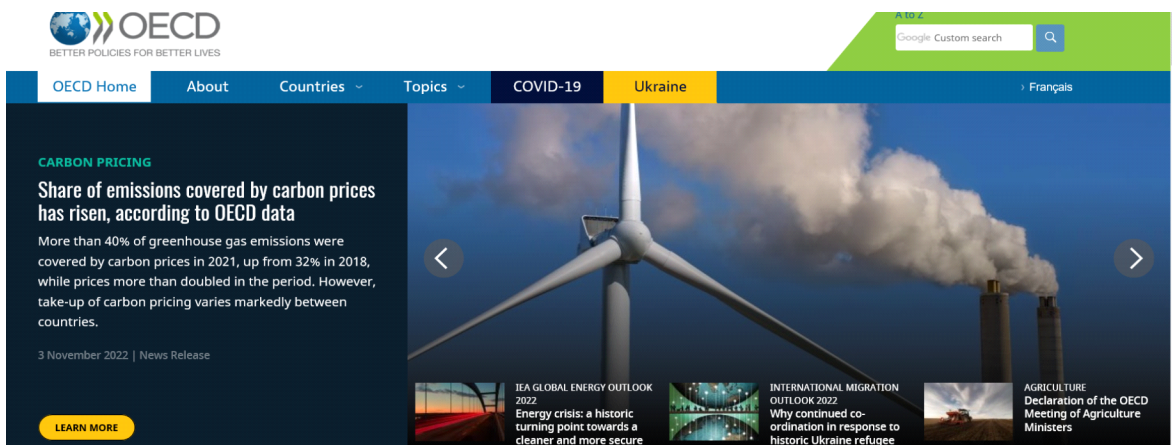 OECD
BETTER POLICIES FOR BETTER LIVES
A to Z
Google Custom search
OECD Home
About
Countries
Topics
COVID-19
Ukraine
› Français
CARBON PRICING
Share of emissions covered by carbon prices
has risen, according to OECD data
More than 40% of greenhouse gas emissions were
covered by carbon prices in 2021, up from 32% in 2018,
while prices more than doubled in the period. However,
take-up of carbon pricing varies markedly between
countries.
3 November 2022 | News Release
LEARN MORE
IEA GLOBAL ENERGY OUTLOOK
2022
Energy crisis: a historic
turning point towards a
cleaner and more secure
INTERNATIONAL MIGRATION
OUTLOOK 2022
Why continued co-
ordination in response to
historic Ukraine refugee
AGRICULTURE
Declaration of the OECD
Meeting of Agriculture
Ministers